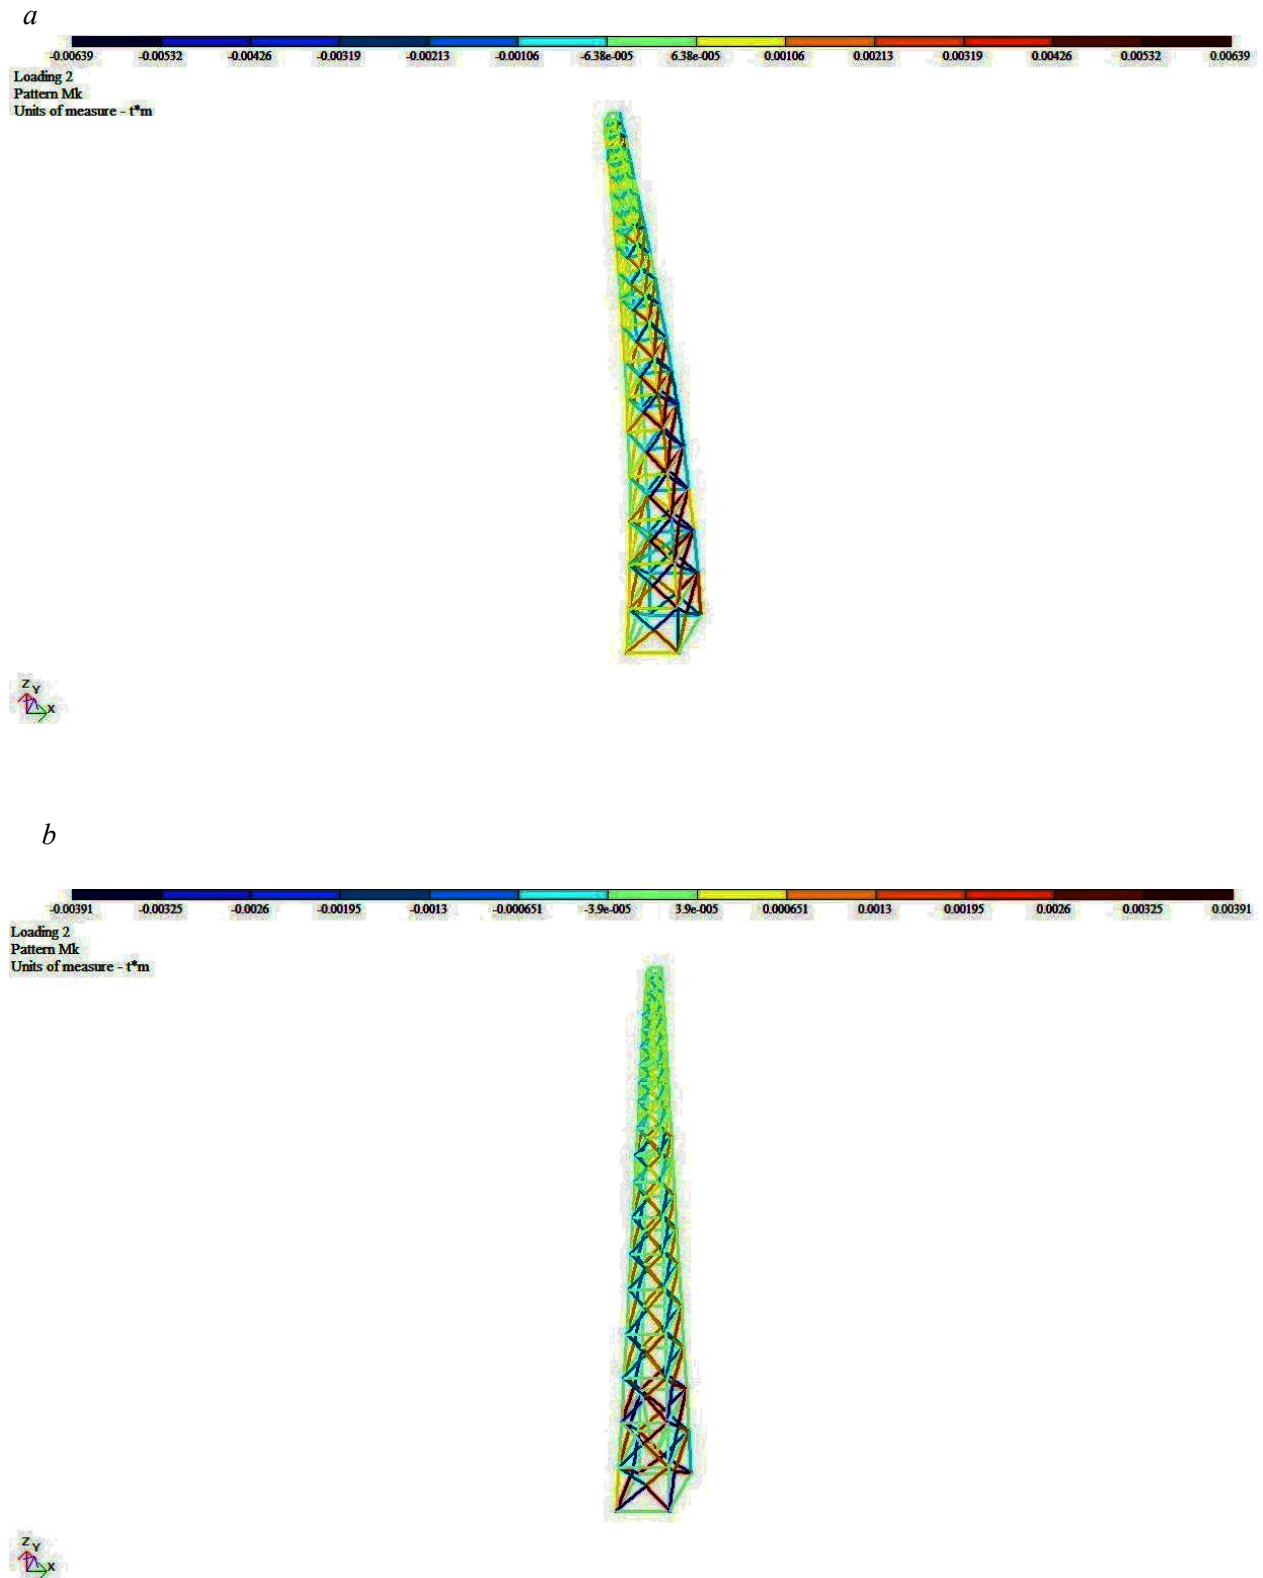 a
-0.00639 -0.00532 -0.00426 -0.00319 -0.00213 -0.00106 -6.38e-005 6.38e-005 0.00106 0.00213 0.00319 0.00426 0.00532 0.00639
Loading 2
Pattern Mk
Units of measure - t*m
Z Y
X
b
-0.00391 -0.00325 -0.0026 -0.00195 -0.0013 -0.000651 -3.9e-005 3.9e-005 0.000651 0.0013 0.00195 0.0026 0.00325 0.00391
Loading 2
Pattern Mk
Units of measure - t*m
Z Y
X